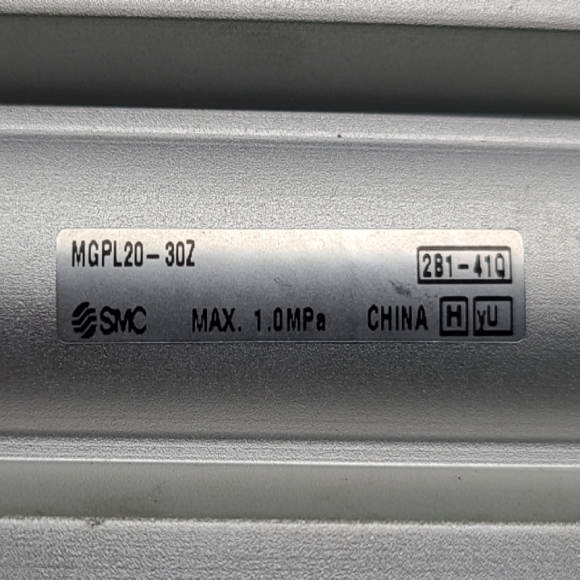 MGPL20-30Z 2B1-41Q
SMC MAX. 1.0MPa CHINA H yU